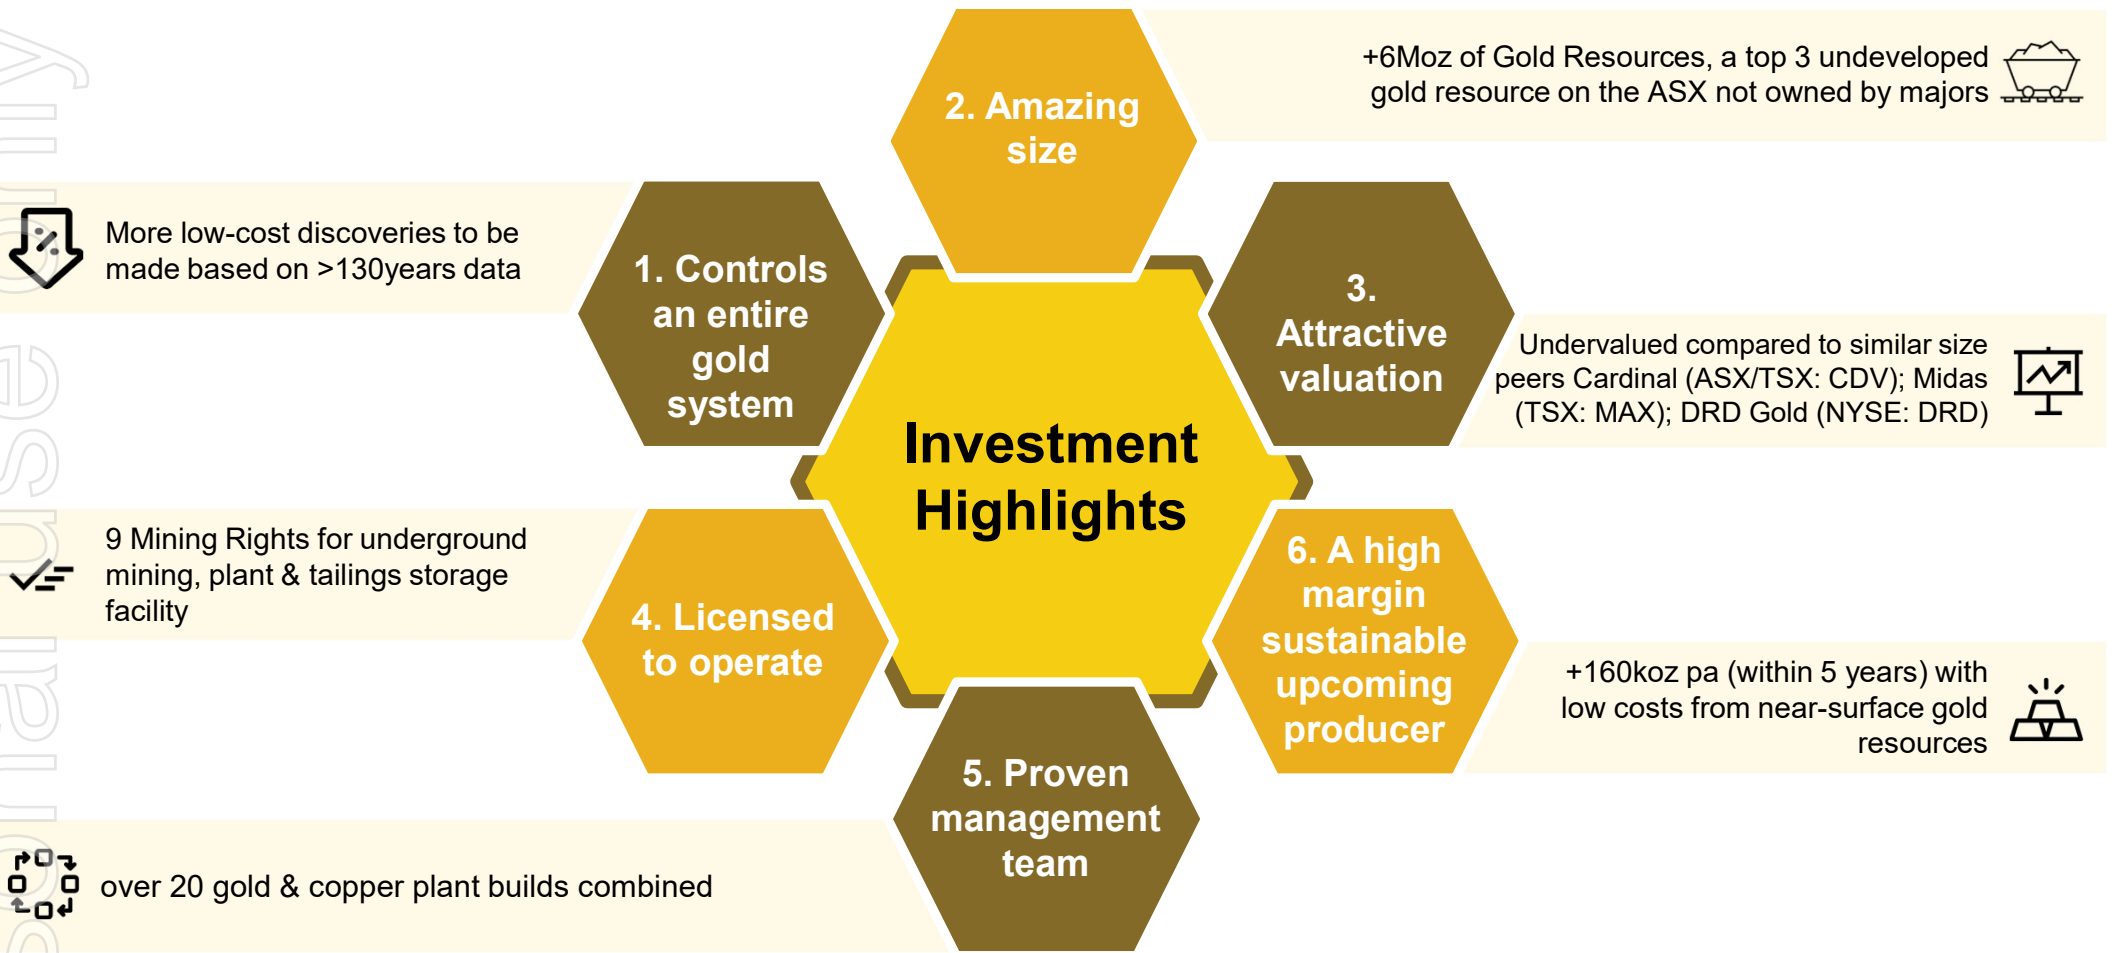 +6Moz of Gold Resources, a top 3 undeveloped
gold resource on the ASX not owned by majors
2. Amazing
size
More low-cost discoveries to be
made based on >130years data
1. Controls
an entire
gold
system
3.
Attractive
valuation
Undervalued compared to similar size
peers Cardinal (ASX/TSX: CDV); Midas
(TSX: MAX); DRD Gold (NYSE: DRD)
Investment
Highlights
9 Mining Rights for underground
mining, plant & tailings storage
facility
4. Licensed
to operate
6. A high
margin
sustainable
upcoming
producer
+160koz pa (within 5 years) with
low costs from near-surface gold
resources
5. Proven
management
team
over 20 gold & copper plant builds combined
sonal use only